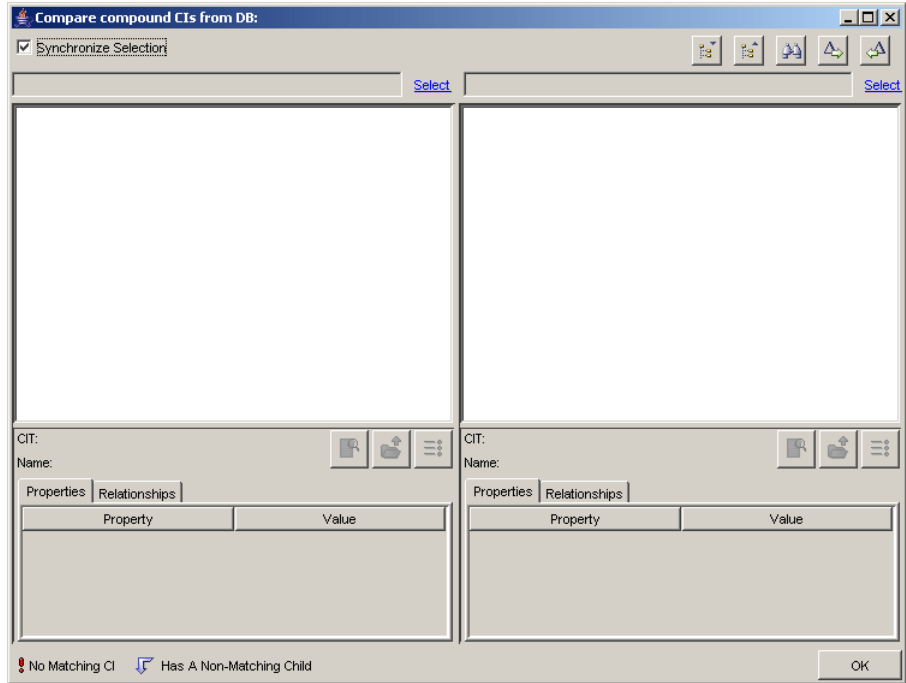 Compare compound CIs from DB:
Synchronize Selection
Select Select
CIT: CIT:
Name: Name:
Properties Relationships Properties Relationships
Property Value Property Value
No Matching CI Has A Non-Matching Child OK